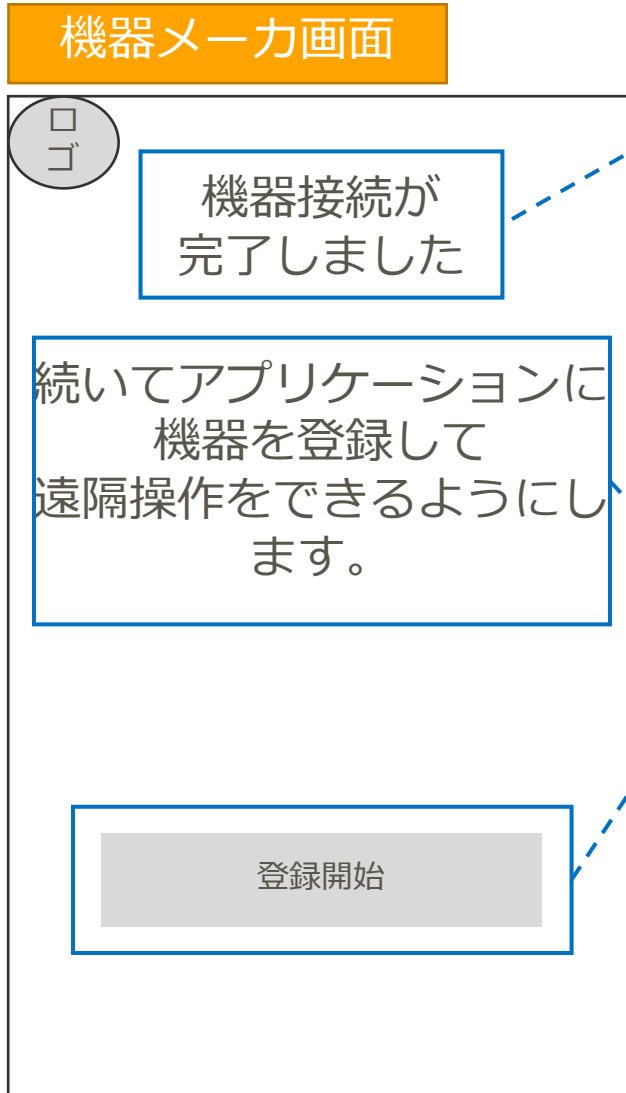 機器メーカ画面
ロ
ゴ
機器接続が
完了しました
続いてアプリケーションに
機器を登録して
遠隔操作をできるようにし
ます。
登録開始